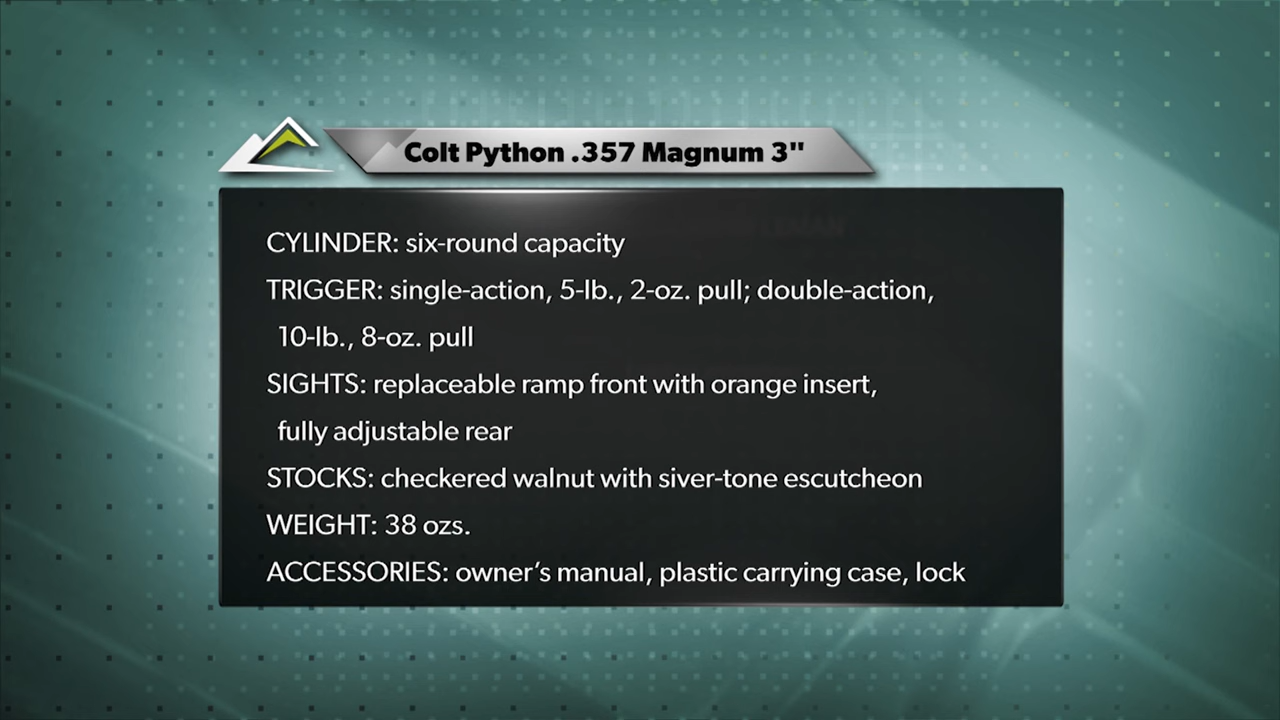 Colt Python .357 Magnum 3"
CYLINDER: six-round capacity
TRIGGER: single-action, 5-lb., 2-oz. pull; double-action,
10-lb., 8-oz. pull
SIGHTS: replaceable ramp front with orange insert,
fully adjustable rear
STOCKS: checkered walnut with siver-tone escutcheon
WEIGHT: 38 ozs.
ACCESSORIES: owner’s manual, plastic carrying case, lock